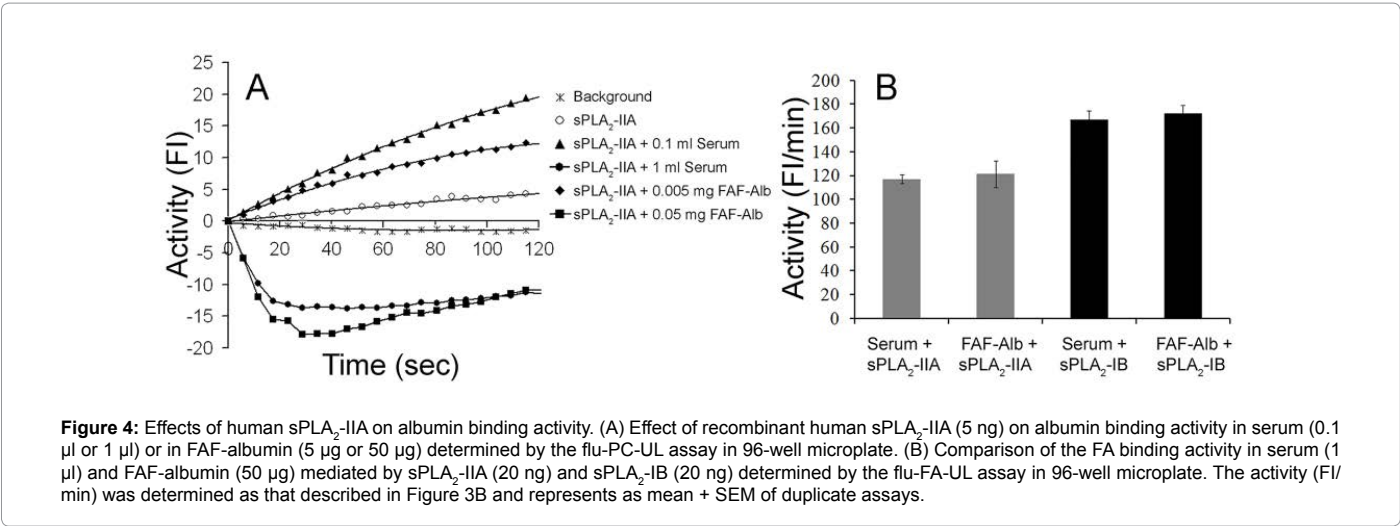 A
25
20
15
10
5
0
-5
-10
-15
-20
Activity (FI)
0 20 40 60 80 100 120
Time (sec)
Background
sPLA₂-IIA
sPLA₂-IIA + 0.1 ml Serum
sPLA₂-IIA + 1 ml Serum
sPLA₂-IIA + 0.005 mg FAF-Alb
sPLA₂-IIA + 0.05 mg FAF-Alb
B
200
180
160
140
120
100
80
60
40
20
0
Activity (FI/min)
Serum +
sPLA₂-IIA
FAF-Alb +
sPLA₂-IIA
Serum +
sPLA₂-IB
FAF-Alb +
sPLA₂-IB
Figure 4: Effects of human sPLA₂-IIA on albumin binding activity. (A) Effect of recombinant human sPLA₂-IIA (5 ng) on albumin binding activity in serum (0.1
µl or 1 µl) or in FAF-albumin (5 µg or 50 µg) determined by the flu-PC-UL assay in 96-well microplate. (B) Comparison of the FA binding activity in serum (1
µl) and FAF-albumin (50 µg) mediated by sPLA₂-IIA (20 ng) and sPLA₂-IB (20 ng) determined by the flu-FA-UL assay in 96-well microplate. The activity (FI/
min) was determined as that described in Figure 3B and represents as mean + SEM of duplicate assays.